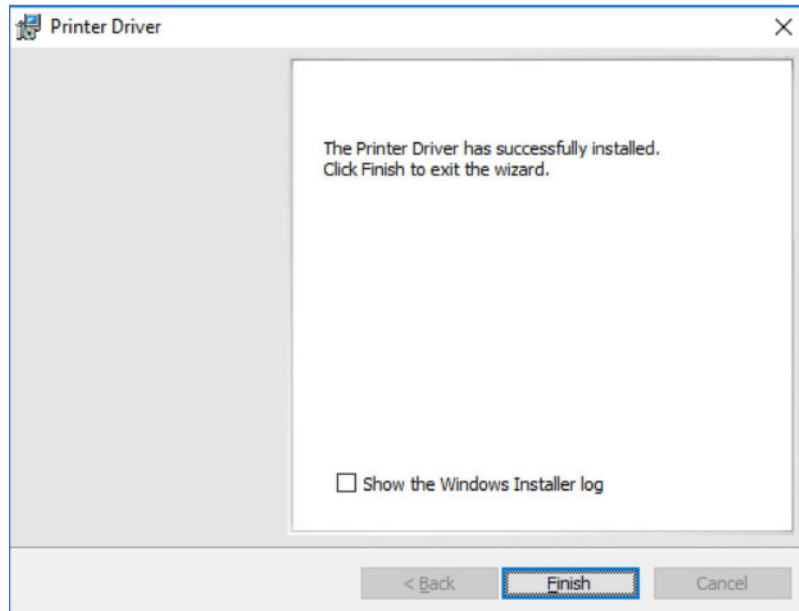 Printer Driver
The Printer Driver has successfully installed.
Click Finish to exit the wizard.
Show the Windows Installer log
< Back
Finish
Cancel